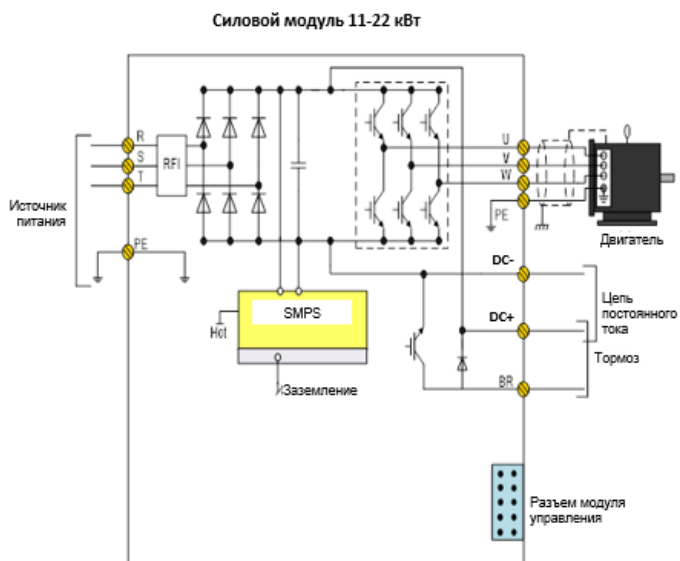 Силовой модуль 11-22 кВт
R
S
T
RFI
Источник
питания
PE
U
V
W
PE
Двигатель
DC-
DC+
BR
Цепь
постоянного
тока
Тормоз
SMPS
Hot
Заземление
Разъем модуля
управления